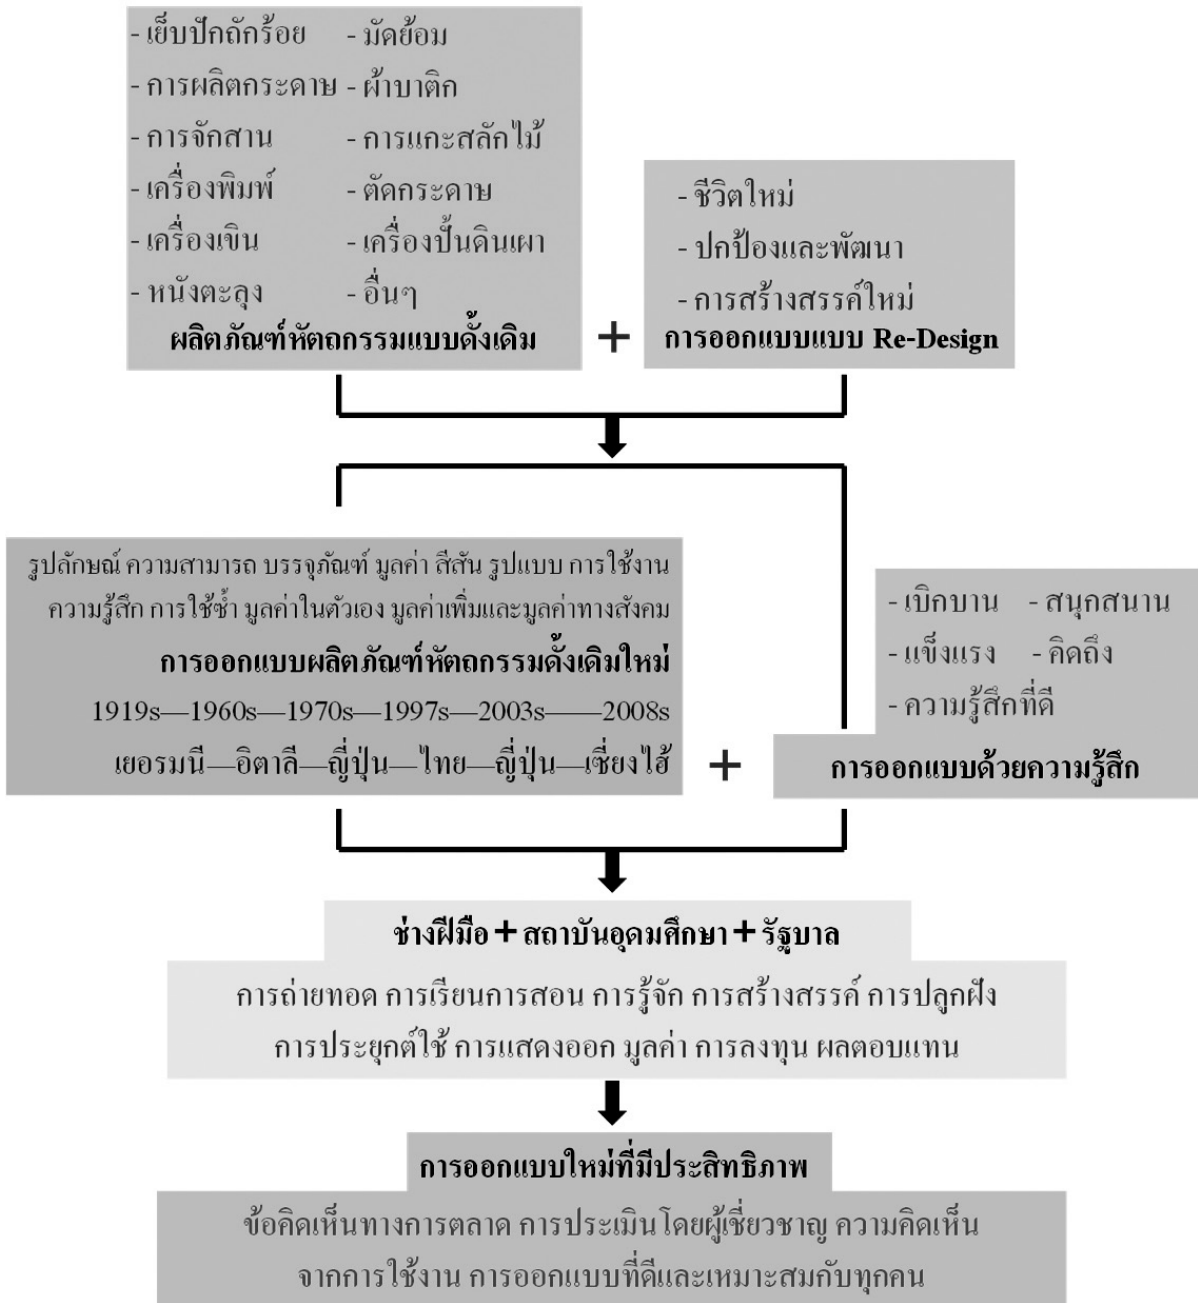 - เย็บปักถักร้อย - มัดย้อม
- การผลิตกระดาษ - ผ้าบาติก
- การจักสาน - การแกะสลักไม้
- เครื่องพิมพ์ - ตัดกระดาษ
- เครื่องเขิน - เครื่องปั้นดินเผา
- หนังตะลุง - อื่นๆ
ผลิตภัณฑ์หัตถกรรมแบบดั้งเดิม
+
- ชีวิตใหม่
- ปกป้องและพัฒนา
- การสร้างสรรค์ใหม่
การออกแบบแบบ Re-Design
รูปลักษณ์ ความสามารถ บรรจุภัณฑ์ มูลค่า สีสัน รูปแบบ การใช้งาน
ความรู้สึก การใช้ซ้ำ มูลค่าในตัวเอง มูลค่าเพิ่มและมูลค่าทางสังคม
การออกแบบผลิตภัณฑ์หัตถกรรมดั้งเดิมใหม่
1919s—1960s—1970s—1997s—2003s——2008s
เยอรมนี—อิตาลี—ญี่ปุ่น—ไทย—ญี่ปุ่น—เซี่ยงไฮ้
+
- เบิกบาน - สนุกสนาน
- แข็งแรง - คิดถึง
- ความรู้สึกที่ดี
การออกแบบด้วยความรู้สึก
ช่างฝีมือ + สถาบันอุดมศึกษา + รัฐบาล
การถ่ายทอด การเรียนการสอน การรู้จัก การสร้างสรรค์ การปลูกฝัง
การประยุกต์ใช้ การแสดงออก มูลค่า การลงทุน ผลตอบแทน
การออกแบบใหม่ที่มีประสิทธิภาพ
ข้อคิดเห็นทางการตลาด การประเมินโดยผู้เชี่ยวชาญ ความคิดเห็น
จากการใช้งาน การออกแบบที่ดีและเหมาะสมกับทุกคน